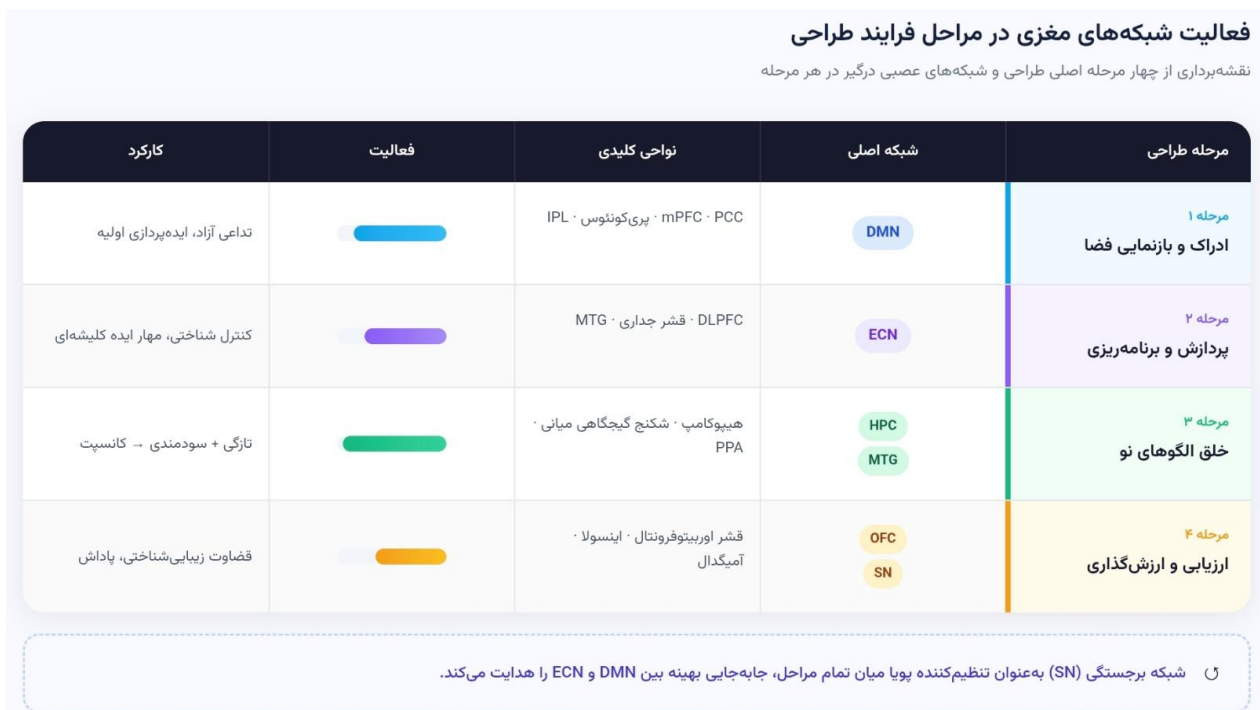 فعالیت شبکه‌های مغزی در مراحل فرایند طراحی
نقشه‌برداری از چهار مرحله اصلی طراحی و شبکه‌های عصبی درگیر در هر مرحله
مرحله طراحی
شبکه اصلی
نواحی کلیدی
فعالیت
کارکرد
مرحله ۱
ادراک و بازنمایی فضا
DMN
mPFC · PCC · پری‌کونئوس · IPL
تداعی آزاد، ایده‌پردازی اولیه
مرحله ۲
پردازش و برنامه‌ریزی
ECN
DLPFC · قشر جداری · MTG
کنترل شناختی، مهار ایده کلیشه‌ای
مرحله ۳
خلق الگوهای نو
HPC
MTG
هیپوکامپ · شکنج گیجگاهی میانی ·
PPA
تازگی + سودمندی → کانسپت
مرحله ۴
ارزیابی و ارزش‌گذاری
OFC
SN
قشر اوربیتوفرونتال · اینسولا ·
آمیگدال
قضاوت زیبایی‌شناختی، پاداش
↺ شبکه برجستگی (SN) به‌عنوان تنظیم‌کننده پویا میان تمام مراحل، جابه‌جایی بهینه بین DMN و ECN را هدایت می‌کند.